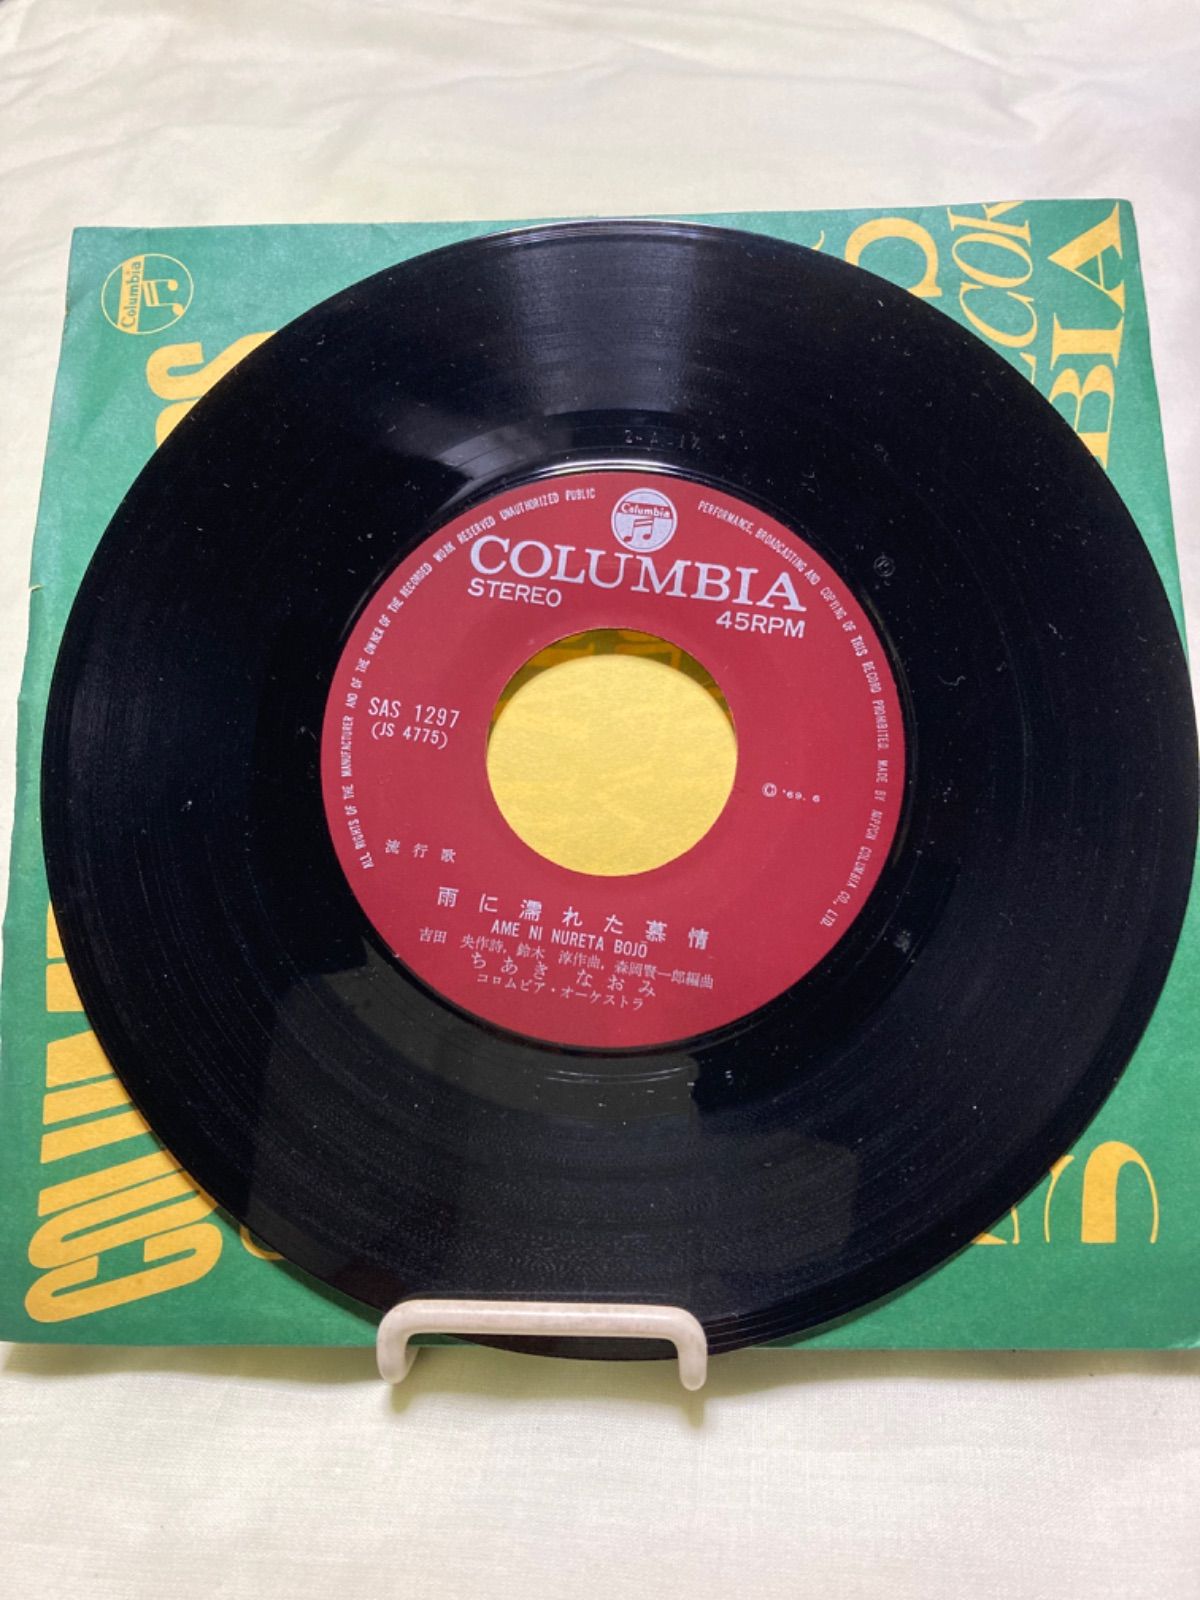 Columbia
COLUMBIA
STEREO
45RPM
SAS 1297
(JS 4775)
Ⓒ '69. 6
流行歌
雨に濡れた慕情
AME NI NURETA BOJŌ
吉田 央作詩, 鈴木 淳作曲, 森岡賢一郎編曲
ちあき なおみ
コロムビア・オーケストラ
ALL RIGHTS OF THE MANUFACTURER AND OF THE OWNER OF THE RECORDED WORK RESERVED UNAUTHORIZED PUBLIC PERFORMANCE, BROADCASTING AND COPYING OF THIS RECORD PROHIBITED. MADE BY NIPPON COLUMBIA CO., LTD.
Columbia